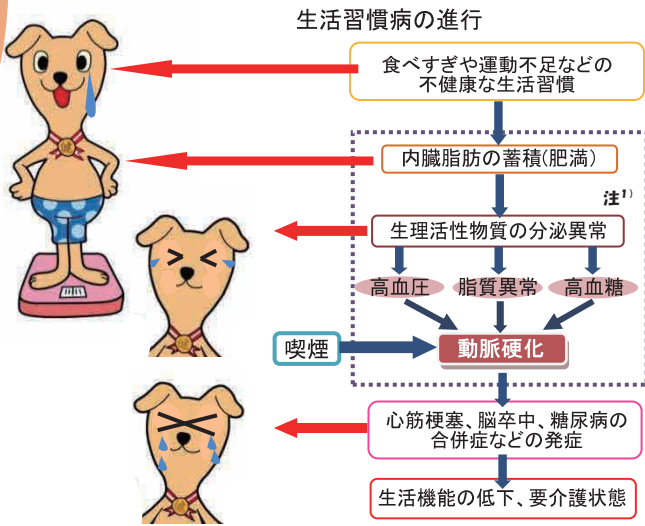 生活習慣病の進行
食べすぎや運動不足などの
不健康な生活習慣
内臓脂肪の蓄積(肥満)
注1)
生理活性物質の分泌異常
高血圧
脂質異常
高血糖
喫煙
動脈硬化
心筋梗塞、脳卒中、糖尿病の
合併症などの発症
生活機能の低下、要介護状態